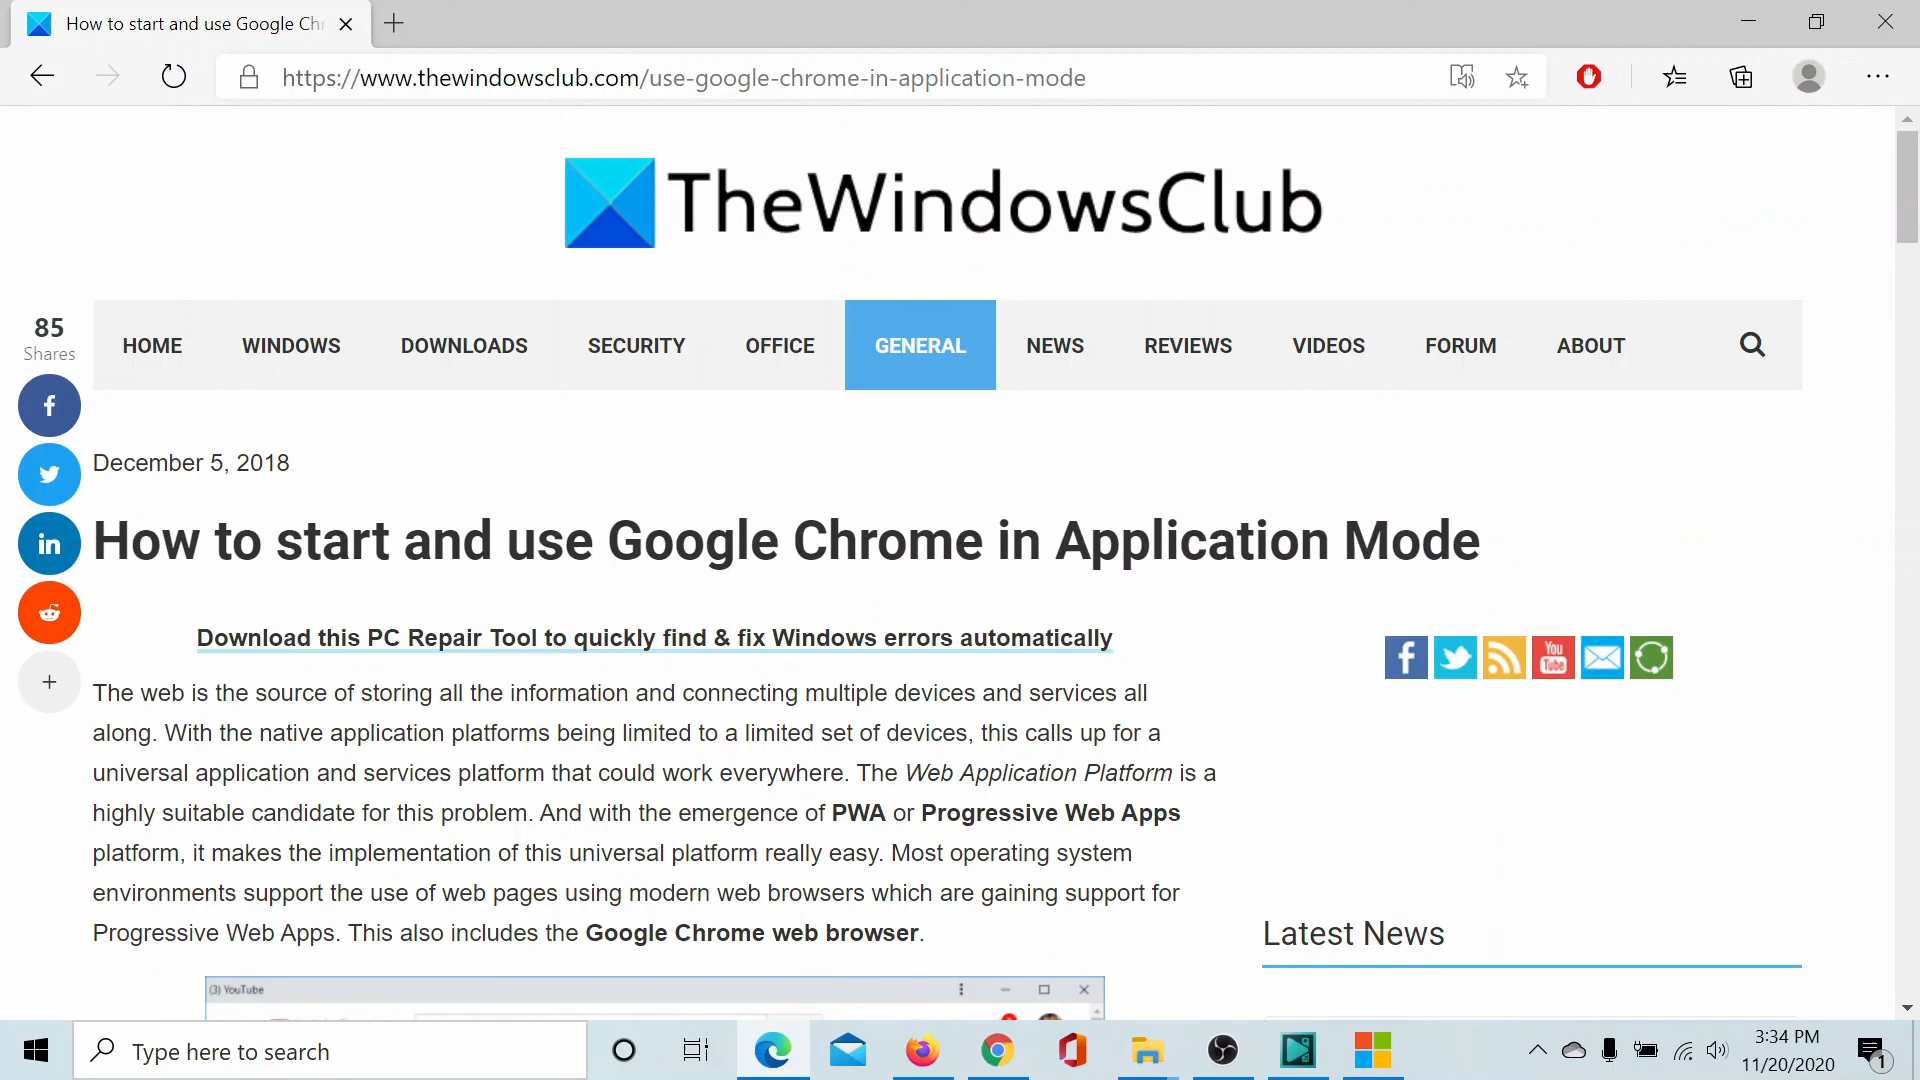 How to start and use Google Ch
https://www.thewindowsclub.com/use-google-chrome-in-application-mode
TheWindowsClub
85
Shares
HOME WINDOWS DOWNLOADS SECURITY OFFICE GENERAL NEWS REVIEWS VIDEOS FORUM ABOUT
December 5, 2018
How to start and use Google Chrome in Application Mode
Download this PC Repair Tool to quickly find & fix Windows errors automatically
You
Tube
The web is the source of storing all the information and connecting multiple devices and services all
along. With the native application platforms being limited to a limited set of devices, this calls up for a
universal application and services platform that could work everywhere. The Web Application Platform is a
highly suitable candidate for this problem. And with the emergence of PWA or Progressive Web Apps
platform, it makes the implementation of this universal platform really easy. Most operating system
environments support the use of web pages using modern web browsers which are gaining support for
Progressive Web Apps. This also includes the Google Chrome web browser.
Latest News
(3) YouTube
Type here to search
3:34 PM
11/20/2020
1